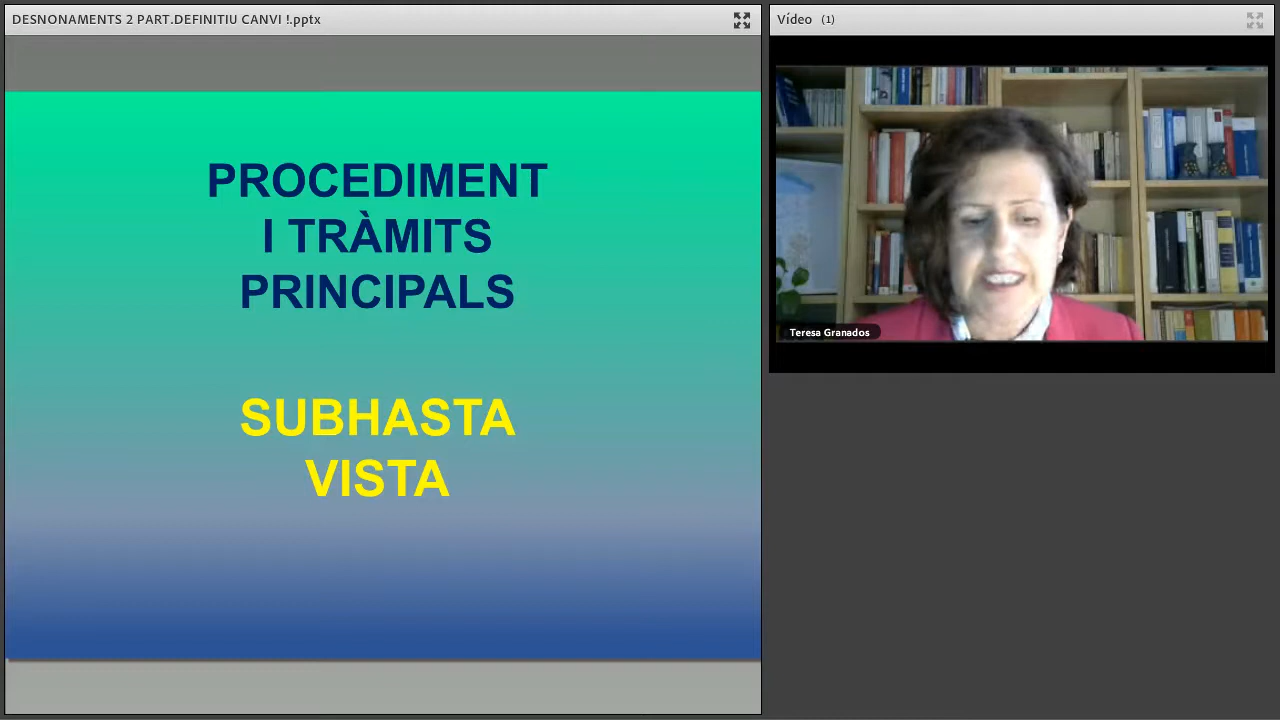 DESNONAMENTS 2 PART.DEFINITIU CANVI !.pptx
PROCEDIMENT
I TRÀMITS
PRINCIPALS
SUBHASTA
VISTA
Vídeo (1)
Teresa Granados